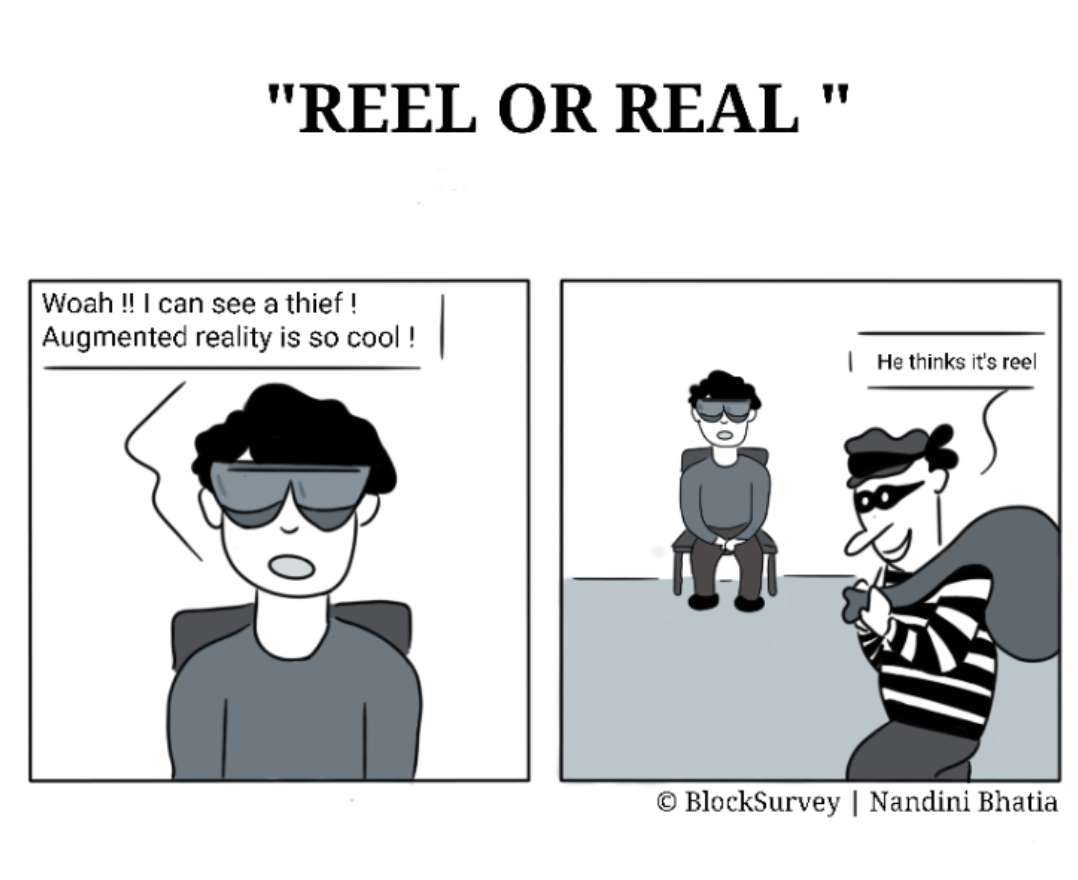 "REEL OR REAL "
Woah !! I can see a thief !
Augmented reality is so cool !
He thinks it's reel
© BlockSurvey | Nandini Bhatia